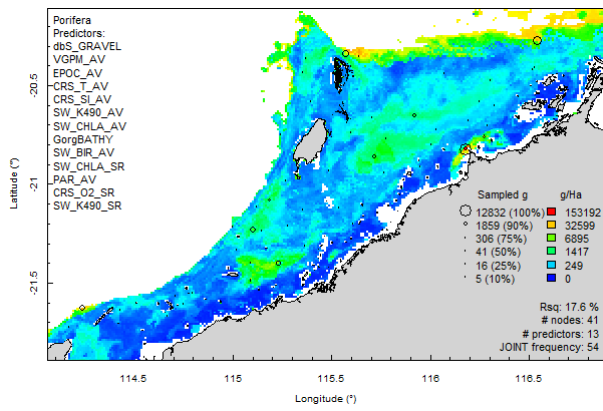 Porifera
Predictors:
dbS_GRAVEL
VGPM_AV
EPOC_AV
CRS_T_AV
CRS_SI_AV
SW_K490_AV
SW_CHLA_AV
GorgBATHY
SW_BIR_AV
SW_CHLA_SR
PAR_AV
CRS_O2_SR
SW_K490_SR
Latitude (°)
-20.5
-21
-21.5
Sampled g g/Ha
12832 (100%) 153192
1859 (90%) 32599
306 (75%) 6895
41 (50%) 1417
16 (25%) 249
5 (10%) 0
Rsq: 17.6 %
# nodes: 41
# predictors: 13
JOINT frequency: 54
114.5 115 115.5 116 116.5
Longitude (°)